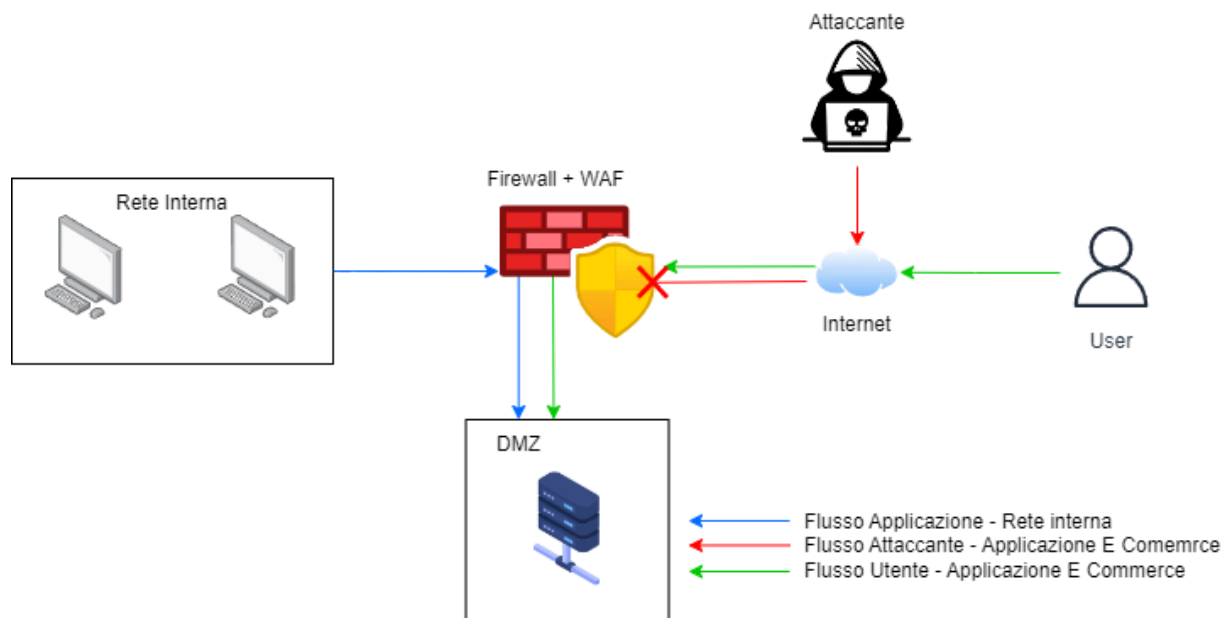 Attaccante
Firewall + WAF
Rete Interna
Internet
User
DMZ
Flusso Applicazione - Rete interna
Flusso Attaccante - Applicazione E Comemrce
Flusso Utente - Applicazione E Commerce